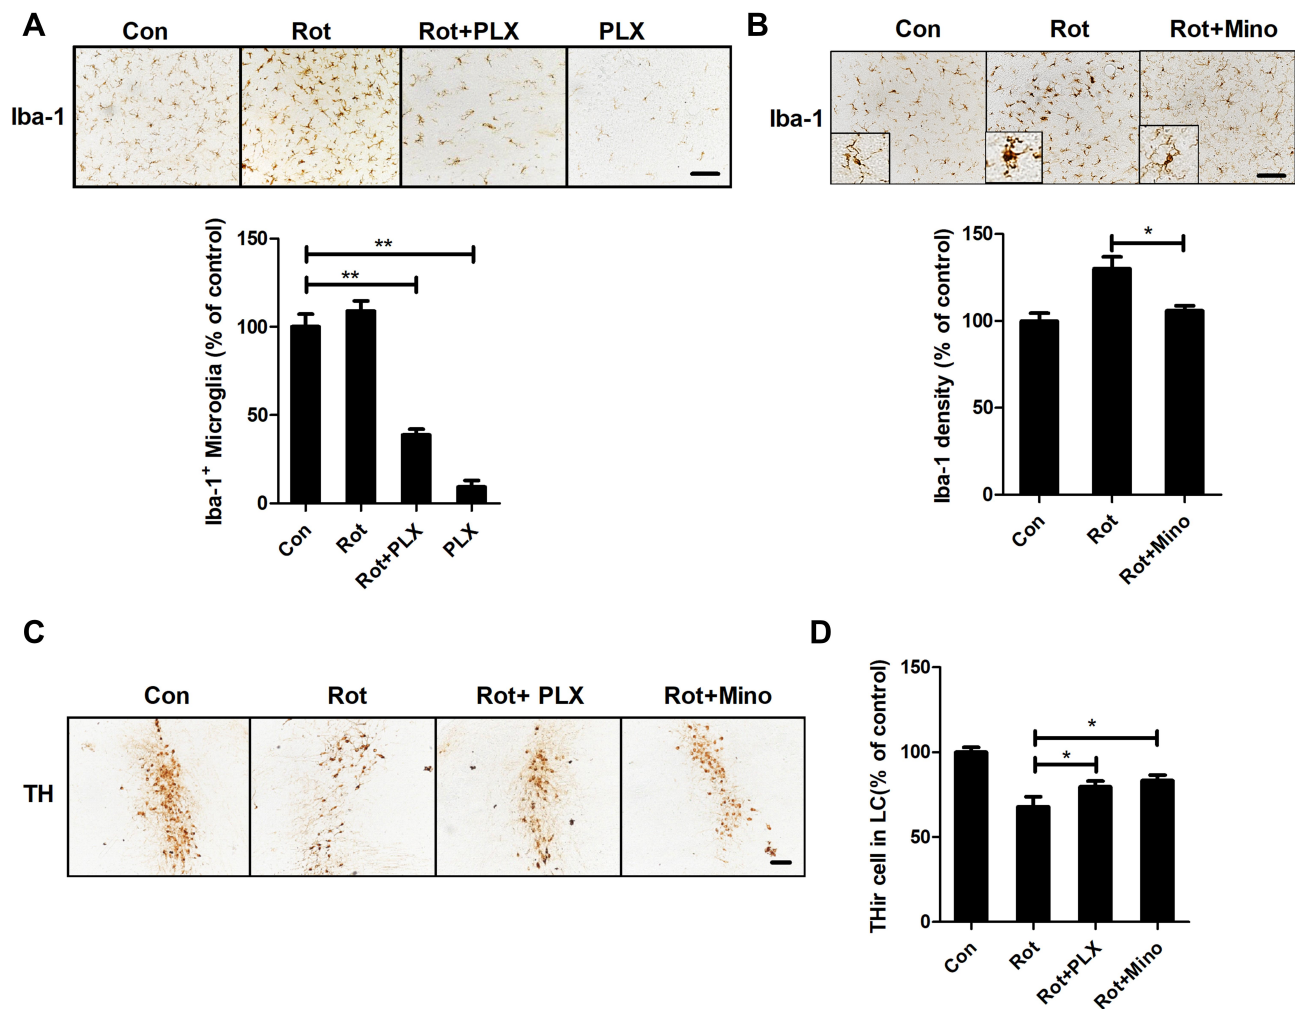 A
Con Rot Rot+PLX PLX
Iba-1
150
100
50
0
Iba-1+ Microglia (% of control)
**
**
Con Rot Rot+PLX PLX
B
Con Rot Rot+Mino
Iba-1
150
100
50
0
Iba-1 density (% of control)
*
Con Rot Rot+Mino
C
Con Rot Rot+ PLX Rot+Mino
TH
D
150
100
50
0
THir cell in LC(% of control)
*
*
Con Rot Rot+PLX Rot+Mino